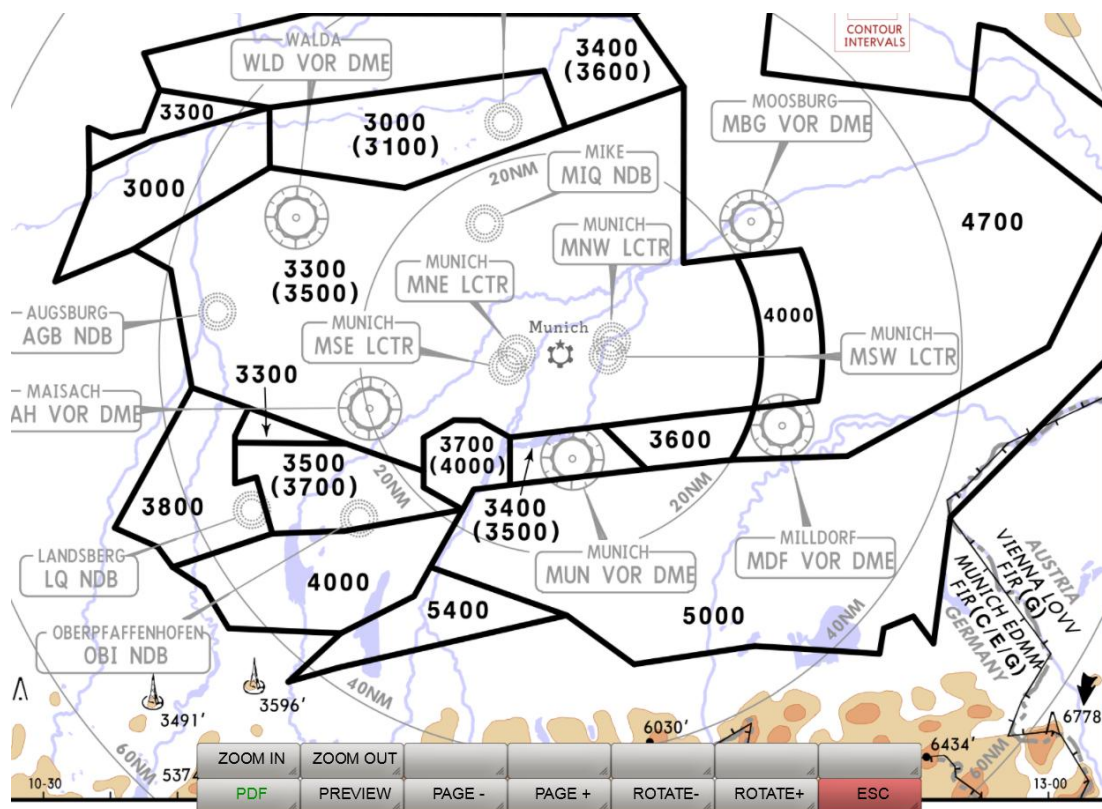 CONTOUR
INTERVALS
WALDA
WLD VOR DME
3400
(3600)
3300
3000
(3100)
MOOSBURG
MBG VOR DME
MIKE
MIQ NDB
20NM
3000
4700
MUNICH
MNW LCTR
3300
(3500)
MUNICH
MNE LCTR
AUGSBURG
AGB NDB
MUNICH
MSE LCTR
Munich
4000
MUNICH
MSW LCTR
3300
MAISACH
AH VOR DME
3700
(4000)
3600
3500
(3700)
20NM
20NM
3800
3400
(3500)
LANDSBERG
LQ NDB
MUNICH
MUN VOR DME
MILLDORF
MDF VOR DME
4000
5400
5000
AUSTRIA
VIENNA LOVV
FIR(G)
MUNICH EDMM
FIR(C/E/G)
GERMANY
OBERPFAFFENHOFEN
OBI NDB
40NM
40NM
3491'
3596'
6030'
6778
6434'
60NM
60NM
5374
10-30
13-00
ZOOM IN
ZOOM OUT
PDF
PREVIEW
PAGE -
PAGE +
ROTATE-
ROTATE+
ESC